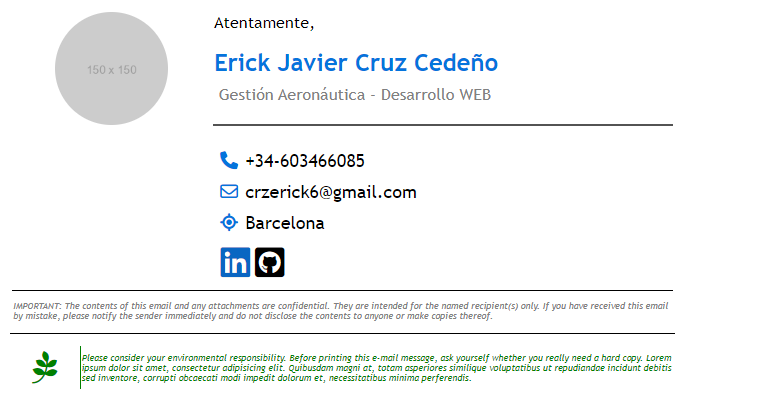 150 x 150
Atentamente,
Erick Javier Cruz Cedeño
Gestión Aeronáutica - Desarrollo WEB
+34-603466085
crzerick6@gmail.com
Barcelona
in
IMPORTANT: The contents of this email and any attachments are confidential. They are intended for the named recipient(s) only. If you have received this email
by mistake, please notify the sender immediately and do not disclose the contents to anyone or make copies thereof.
Please consider your environmental responsibility. Before printing this e-mail message, ask yourself whether you really need a hard copy. Lorem
ipsum dolor sit amet, consectetur adipisicing elit. Quibusdam magni at, totam asperiores similique voluptatibus ut repudiandae incidunt debitis
sed inventore, corrupti obcaecati modi impedit dolorum et, necessitatibus minima perferendis.